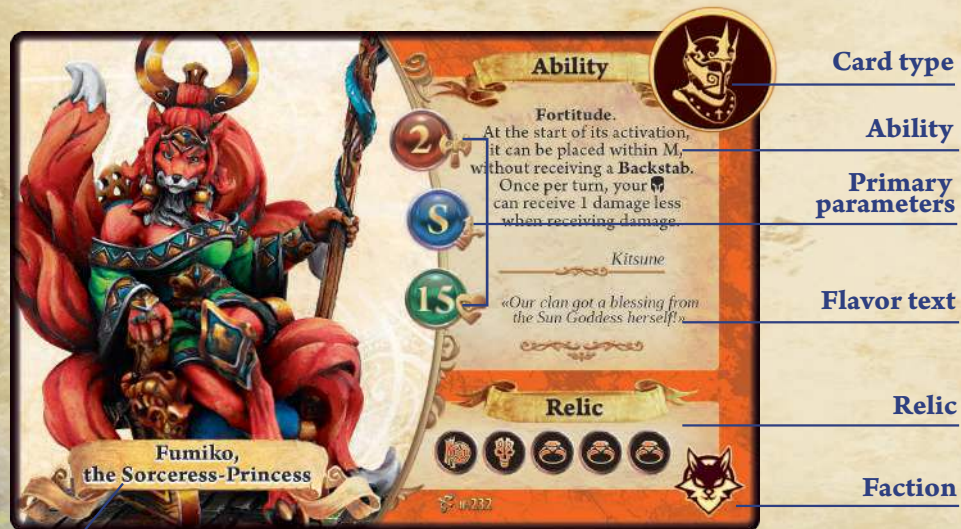 Ability
Fortitude.
At the start of its activation,
it can be placed within M,
without receiving a Backstab.
Once per turn, your
can receive 1 damage less
when receiving damage.
Kitsune
«Our clan got a blessing from
the Sun Goddess herself!»
2
S
15
Relic
Fumiko,
the Sorceress-Princess
Card type
Ability
Primary
parameters
Flavor text
Relic
Faction